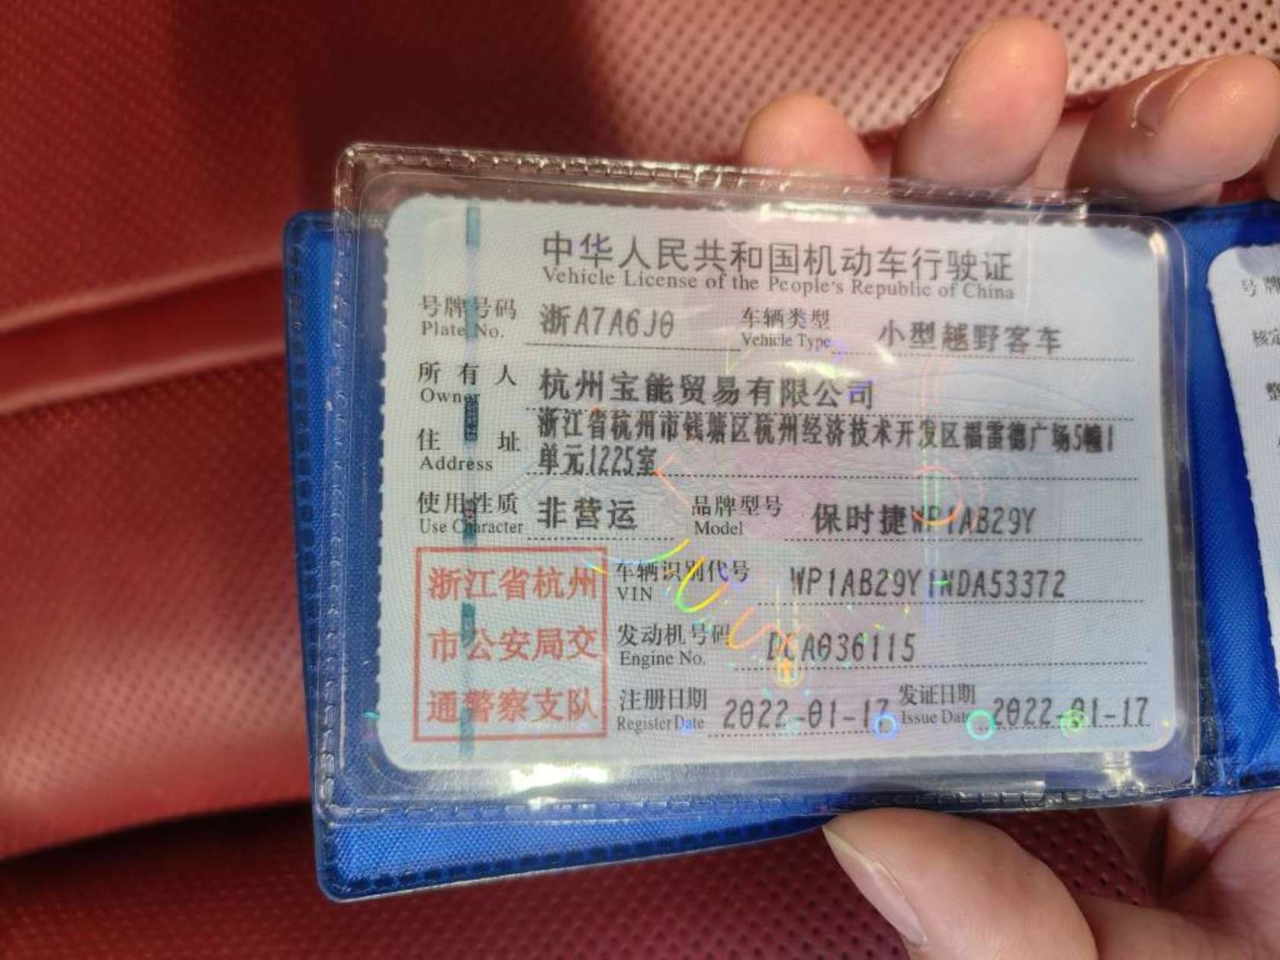 中华人民共和国机动车行驶证
Vehicle License of the People's Republic of China
号牌号码 浙A7A6J0 车辆类型 小型越野客车
Plate No. Vehicle Type
所有人 杭州宝能贸易有限公司
Owner
住址 浙江省杭州市钱塘区杭州经济技术开发区福雷德广场5幢1
Address 单元1225室
使用性质 非营运 品牌型号 保时捷WP1AB29Y
Use Character Model
浙江省杭州
市公安局交
通警察支队
车辆识别代号 WP1AB29Y1NDA53372
VIN
发动机号码 DCA036115
Engine No.
注册日期 2022-01-17 发证日期 2022-01-17
Register Date Issue Date
号牌
核定
整